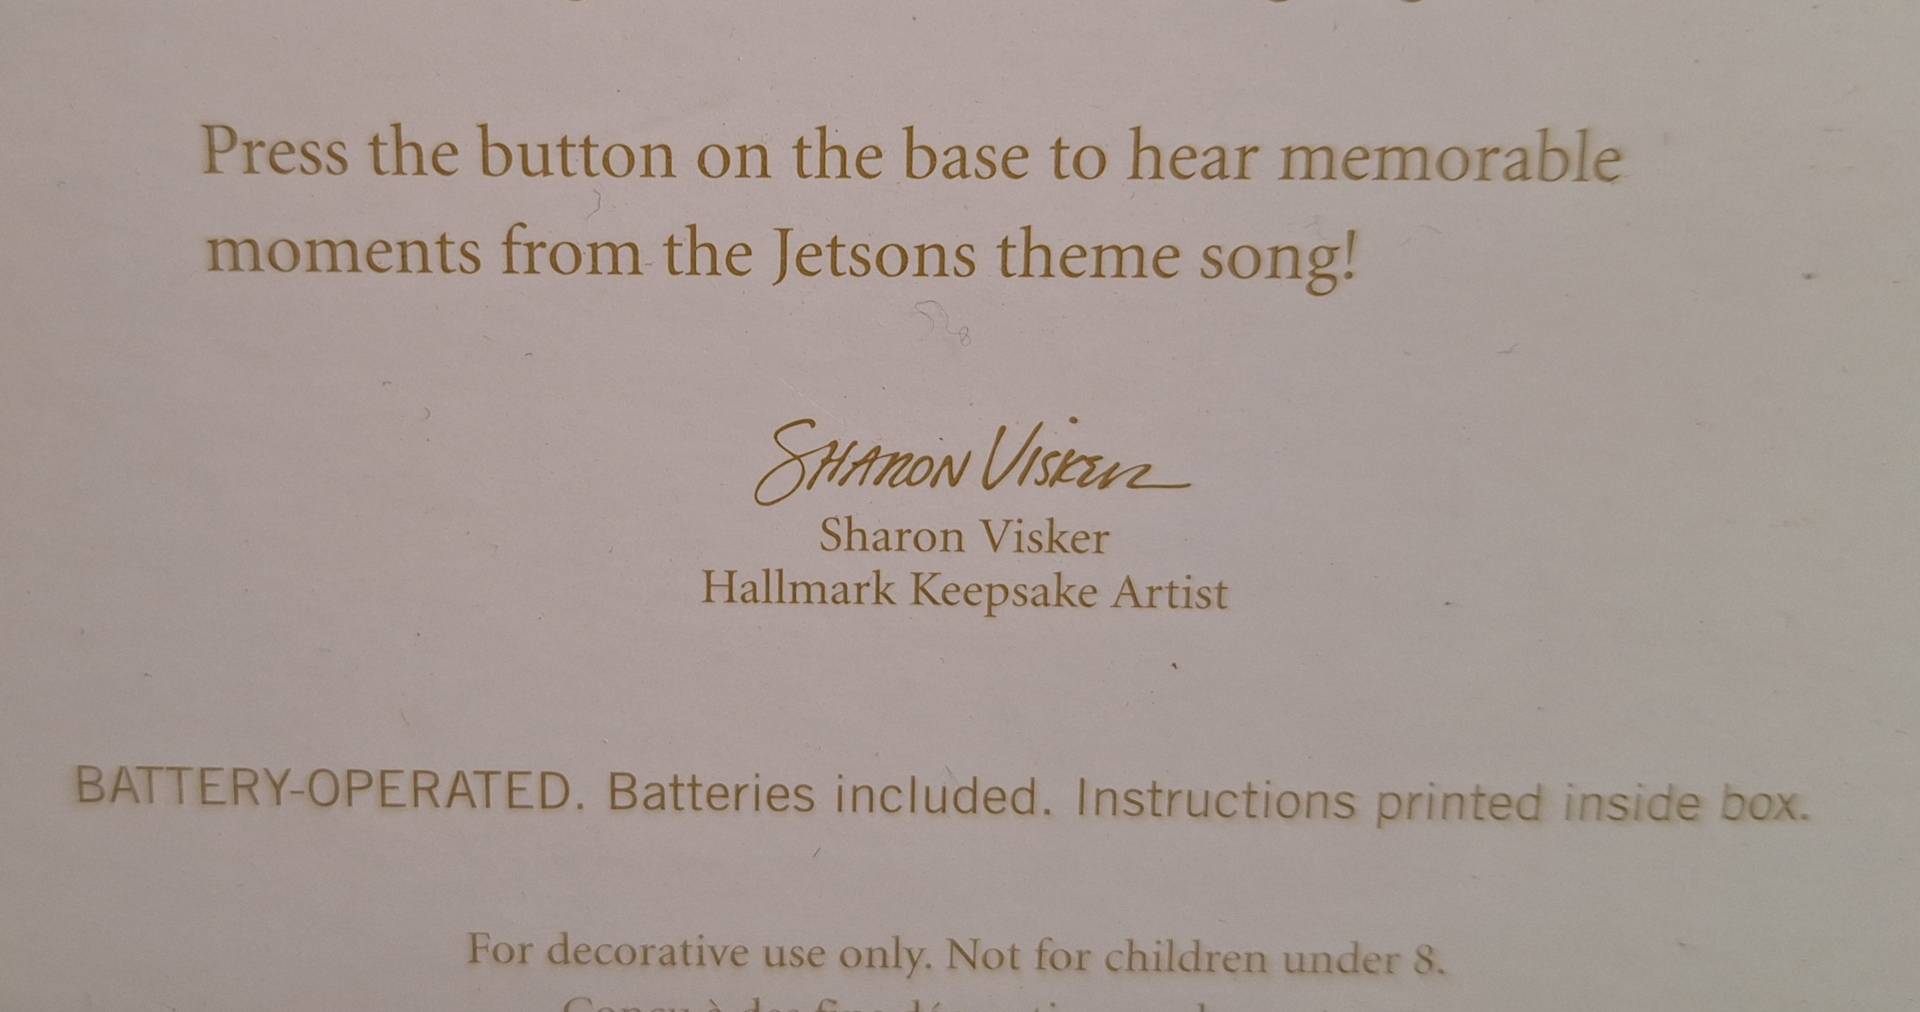 Press the button on the base to hear memorable
moments from the Jetsons theme song!
SHARON VISKER
Sharon Visker
Hallmark Keepsake Artist
BATTERY-OPERATED. Batteries included. Instructions printed inside box.
For decorative use only. Not for children under 8.